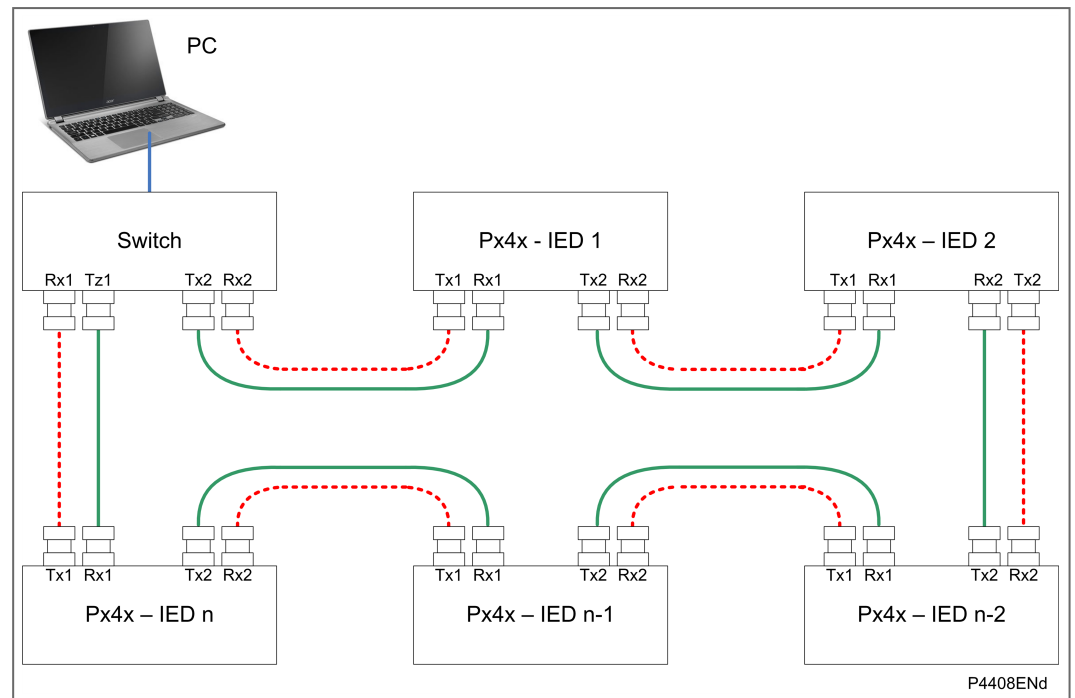 PC
Switch
Px4x - IED 1
Px4x – IED 2
Rx1 Tz1 Tx2 Rx2
Tx1 Rx1 Tx2 Rx2
Tx1 Rx1 Rx2 Tx2
Tx1 Rx1 Tx2 Rx2
Tx1 Rx1 Tx2 Rx2
Tx1 Rx1 Tx2 Rx2
Px4x – IED n
Px4x – IED n-1
Px4x – IED n-2
P4408ENd